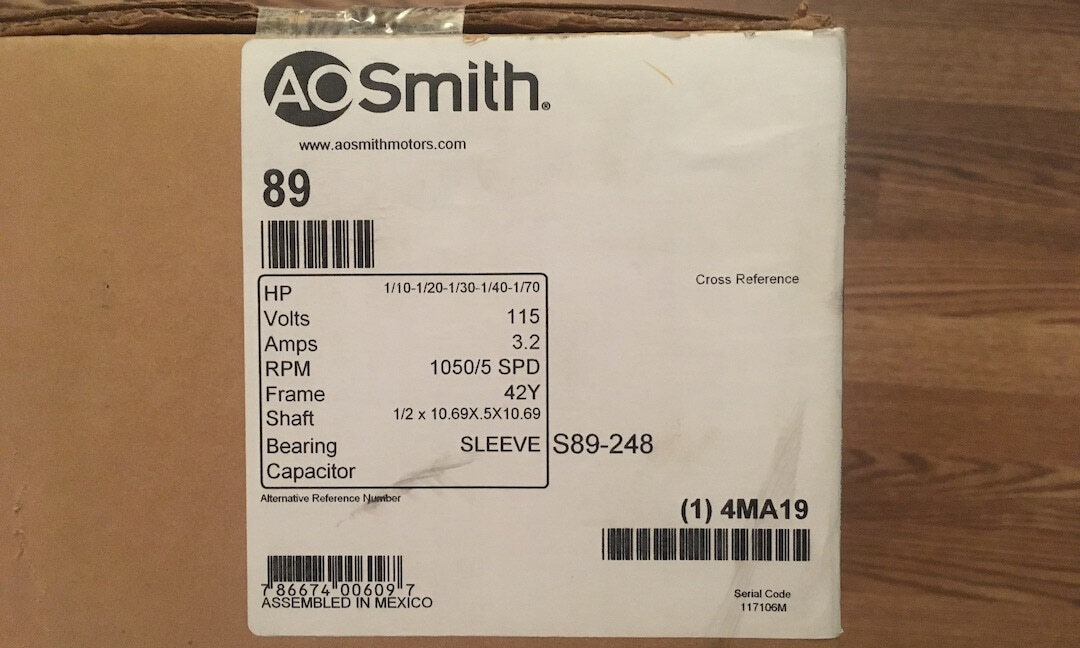 AO Smith®
www.aosmithmotors.com
89
HP 1/10-1/20-1/30-1/40-1/70
Volts 115
Amps 3.2
RPM 1050/5 SPD
Frame 42Y
Shaft 1/2 x 10.69X.5X10.69
Bearing SLEEVE
Capacitor
Alternative Reference Number
7 86674 00609 7
ASSEMBLED IN MEXICO
Cross Reference
S89-248
(1) 4MA19
Serial Code
117106M